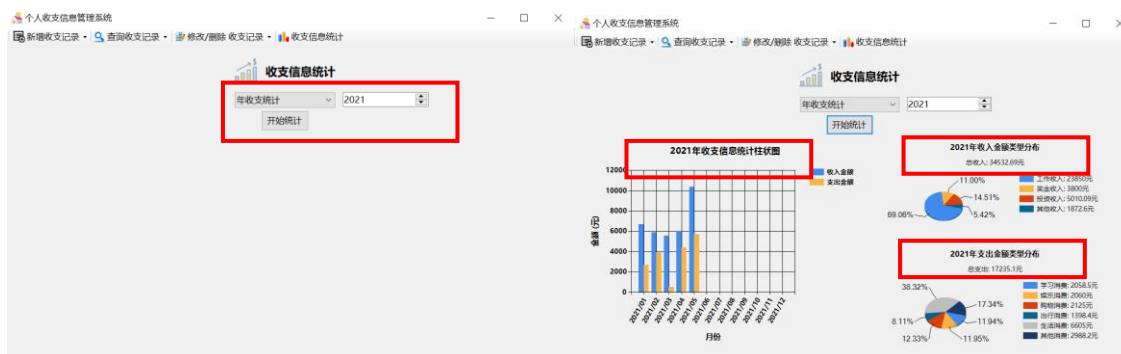 个人收支信息管理系统
新增收支记录 查询收支记录 修改/删除 收支记录 收支信息统计
收支信息统计
年收支统计 2021
开始统计
个人收支信息管理系统
新增收支记录 查询收支记录 修改/删除 收支记录 收支信息统计
收支信息统计
年收支统计 2021
开始统计
2021年收支信息统计柱状图
收入金额
支出金额
金额 (元)
12000
10000
8000
6000
4000
2000
0
2021/01
2021/02
2021/03
2021/04
2021/05
2021/06
2021/07
2021/08
2021/09
2021/10
2021/11
2021/12
月份
2021年收入金额类型分布
总收入: 34532.69元
11.00%
14.51%
5.42%
69.06%
工作收入: 23850元
奖金收入: 3800元
投资收入: 5010.09元
其他收入: 1872.6元
2021年支出金额类型分布
总支出: 17235.1元
38.32%
17.34%
11.94%
11.95%
12.33%
8.11%
学习消费: 2058.5元
娱乐消费: 2060元
购物消费: 2125元
出行消费: 1398.4元
生活消费: 6605元
其他消费: 2988.2元